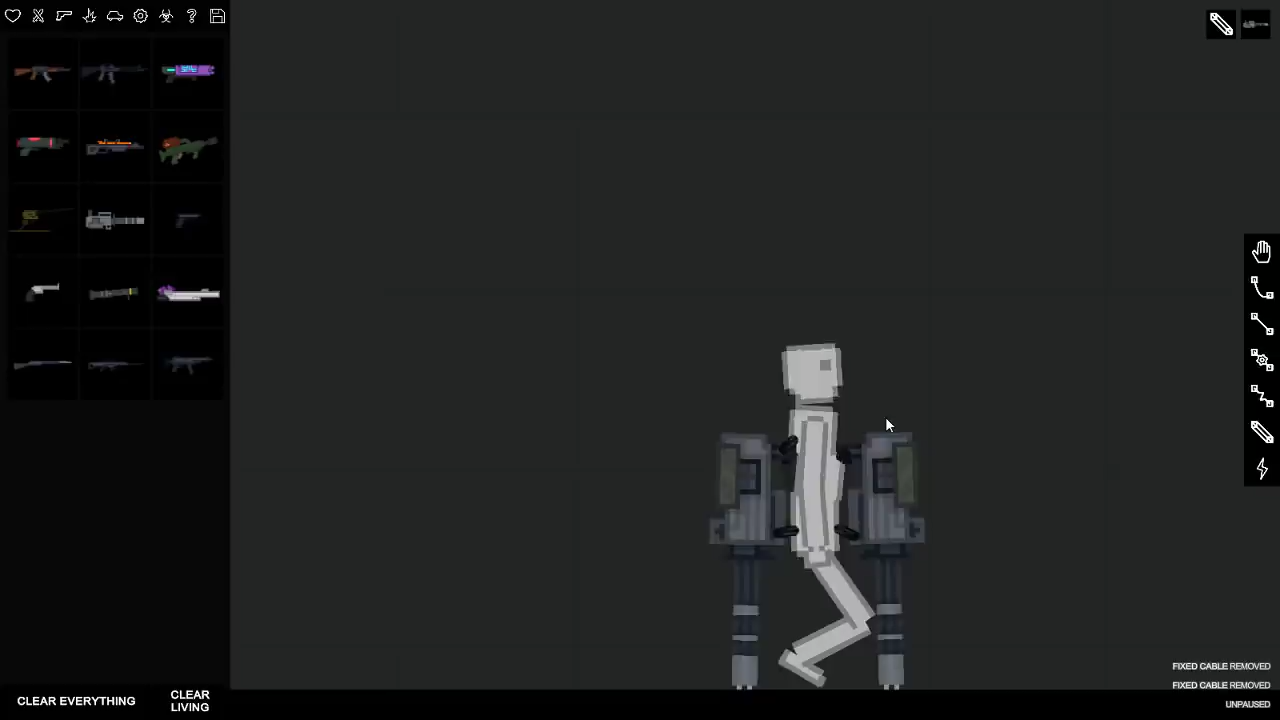 FIXED CABLE REMOVED
FIXED CABLE REMOVED
UNPAUSED
CLEAR EVERYTHING
CLEAR
LIVING